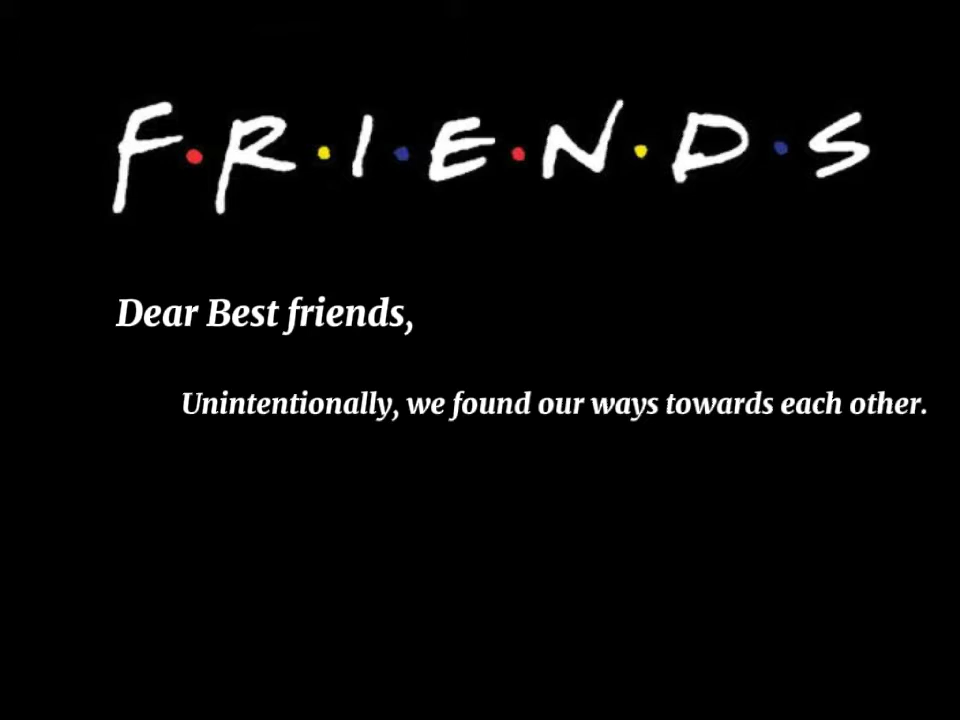 F·R·I·E·N·D·S
Dear Best friends,
Unintentionally, we found our ways towards each other.